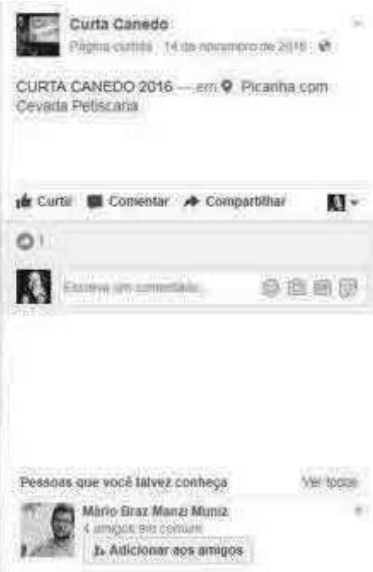 Curta Canedo
Página curtida · 14 de novembro de 2016 ·
CURTA CANEDO 2016 — em Picanha com
Cevada Petiscaria
Curtir Comentar Compartilhar
1
Escreva um comentário...
Pessoas que você talvez conheça Ver todos
Mário Braz Manzi Muniz
4 amigos em comum
Adicionar aos amigos